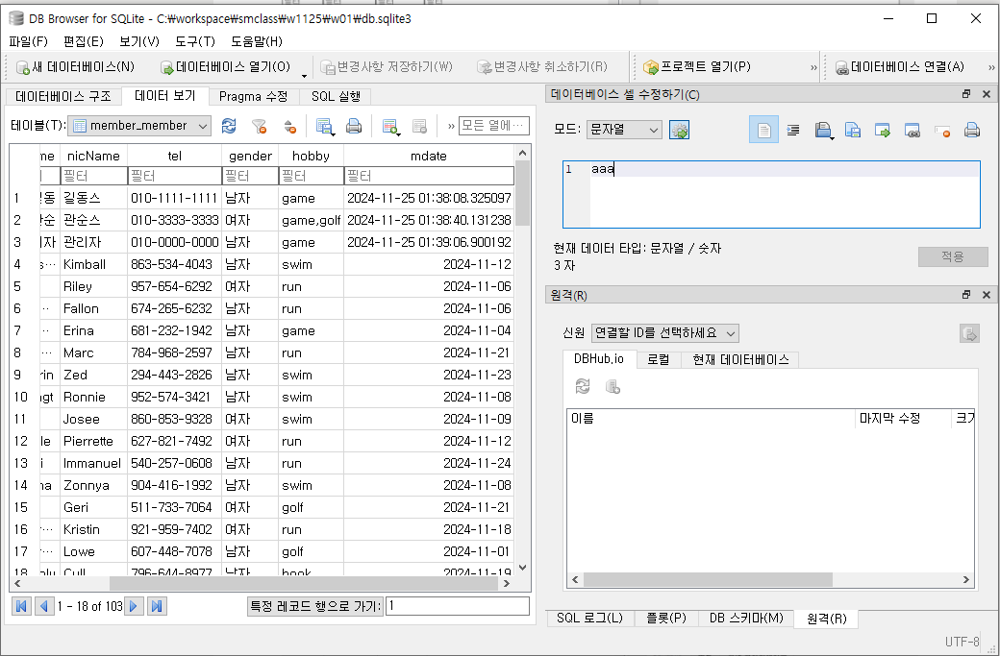 DB Browser for SQLite - C:₩workspace₩smclass₩w1125₩w01₩db.sqlite3
파일(F) 편집(E) 보기(V) 도구(T) 도움말(H)
새 데이터베이스(N) 데이터베이스 열기(O) 변경사항 저장하기(W) 변경사항 취소하기(R) 프로젝트 열기(P) » 데이터베이스 연결(A) »
데이터베이스 구조 데이터 보기 Pragma 수정 SQL 실행
테이블(T): member_member » 모든 열에…
me nicName tel gender hobby mdate
필터 필터 필터 필터 필터
1 길동 길동스 010-1111-1111 남자 game 2024-11-25 01:38:08.325097
2 관순 관순스 010-3333-3333 여자 game,golf 2024-11-25 01:38:40.131238
3 리자 관리자 010-0000-0000 남자 game 2024-11-25 01:39:06.900192
4 s… Kimball 863-534-4043 남자 swim 2024-11-12
5 Riley 957-654-6292 여자 run 2024-11-06
6 … Fallon 674-265-6232 남자 run 2024-11-06
7 … Erina 681-232-1942 남자 game 2024-11-04
8 … Marc 784-968-2597 남자 run 2024-11-21
9 rin Zed 294-443-2826 남자 swim 2024-11-23
10 ngt Ronnie 952-574-3421 남자 swim 2024-11-08
11 Josee 860-853-9328 여자 swim 2024-11-09
12 le Pierrette 627-821-7492 여자 run 2024-11-12
13 i Immanuel 540-257-0608 남자 run 2024-11-24
14 na Zonnya 904-416-1992 남자 swim 2024-11-08
15 Geri 511-733-7064 여자 golf 2024-11-21
16 r… Kristin 921-959-7402 여자 run 2024-11-18
17 … Lowe 607-448-7078 남자 golf 2024-11-01
18 olu Cull 796-644-8977 남자 book 2024-11-19
1 - 18 of 103 특정 레코드 행으로 가기: 1
데이터베이스 셀 수정하기(C)
모드: 문자열
1 aaa
현재 데이터 타입: 문자열 / 숫자
3 자
적용
원격(R)
신원 연결할 ID를 선택하세요
DBHub.io 로컬 현재 데이터베이스
이름 마지막 수정 크기
SQL 로그(L) 플롯(P) DB 스키마(M) 원격(R)
UTF-8